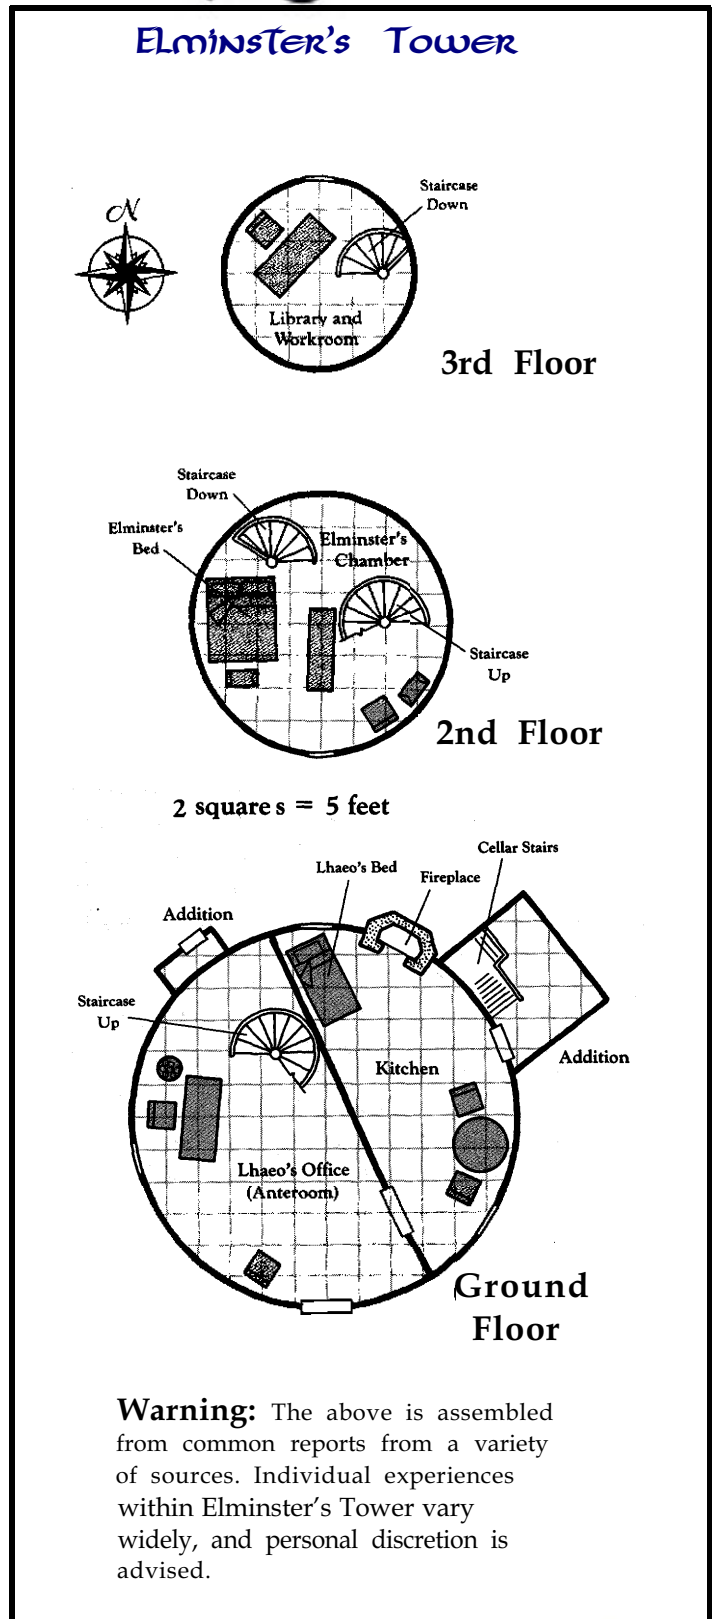 Elminster's Tower
N
Staircase
Down
Library and
Workroom
3rd Floor
Staircase
Down
Elminster's
Bed
Elminster's
Chamber
Staircase
Up
2nd Floor
2 squares = 5 feet
Cellar Stairs
Lhaeo's Bed
Fireplace
Addition
Staircase
Up
Kitchen
Addition
Lhaeo's Office
(Anteroom)
Ground
Floor
Warning: The above is assembled
from common reports from a variety
of sources. Individual experiences
within Elminster's Tower vary
widely, and personal discretion is
advised.